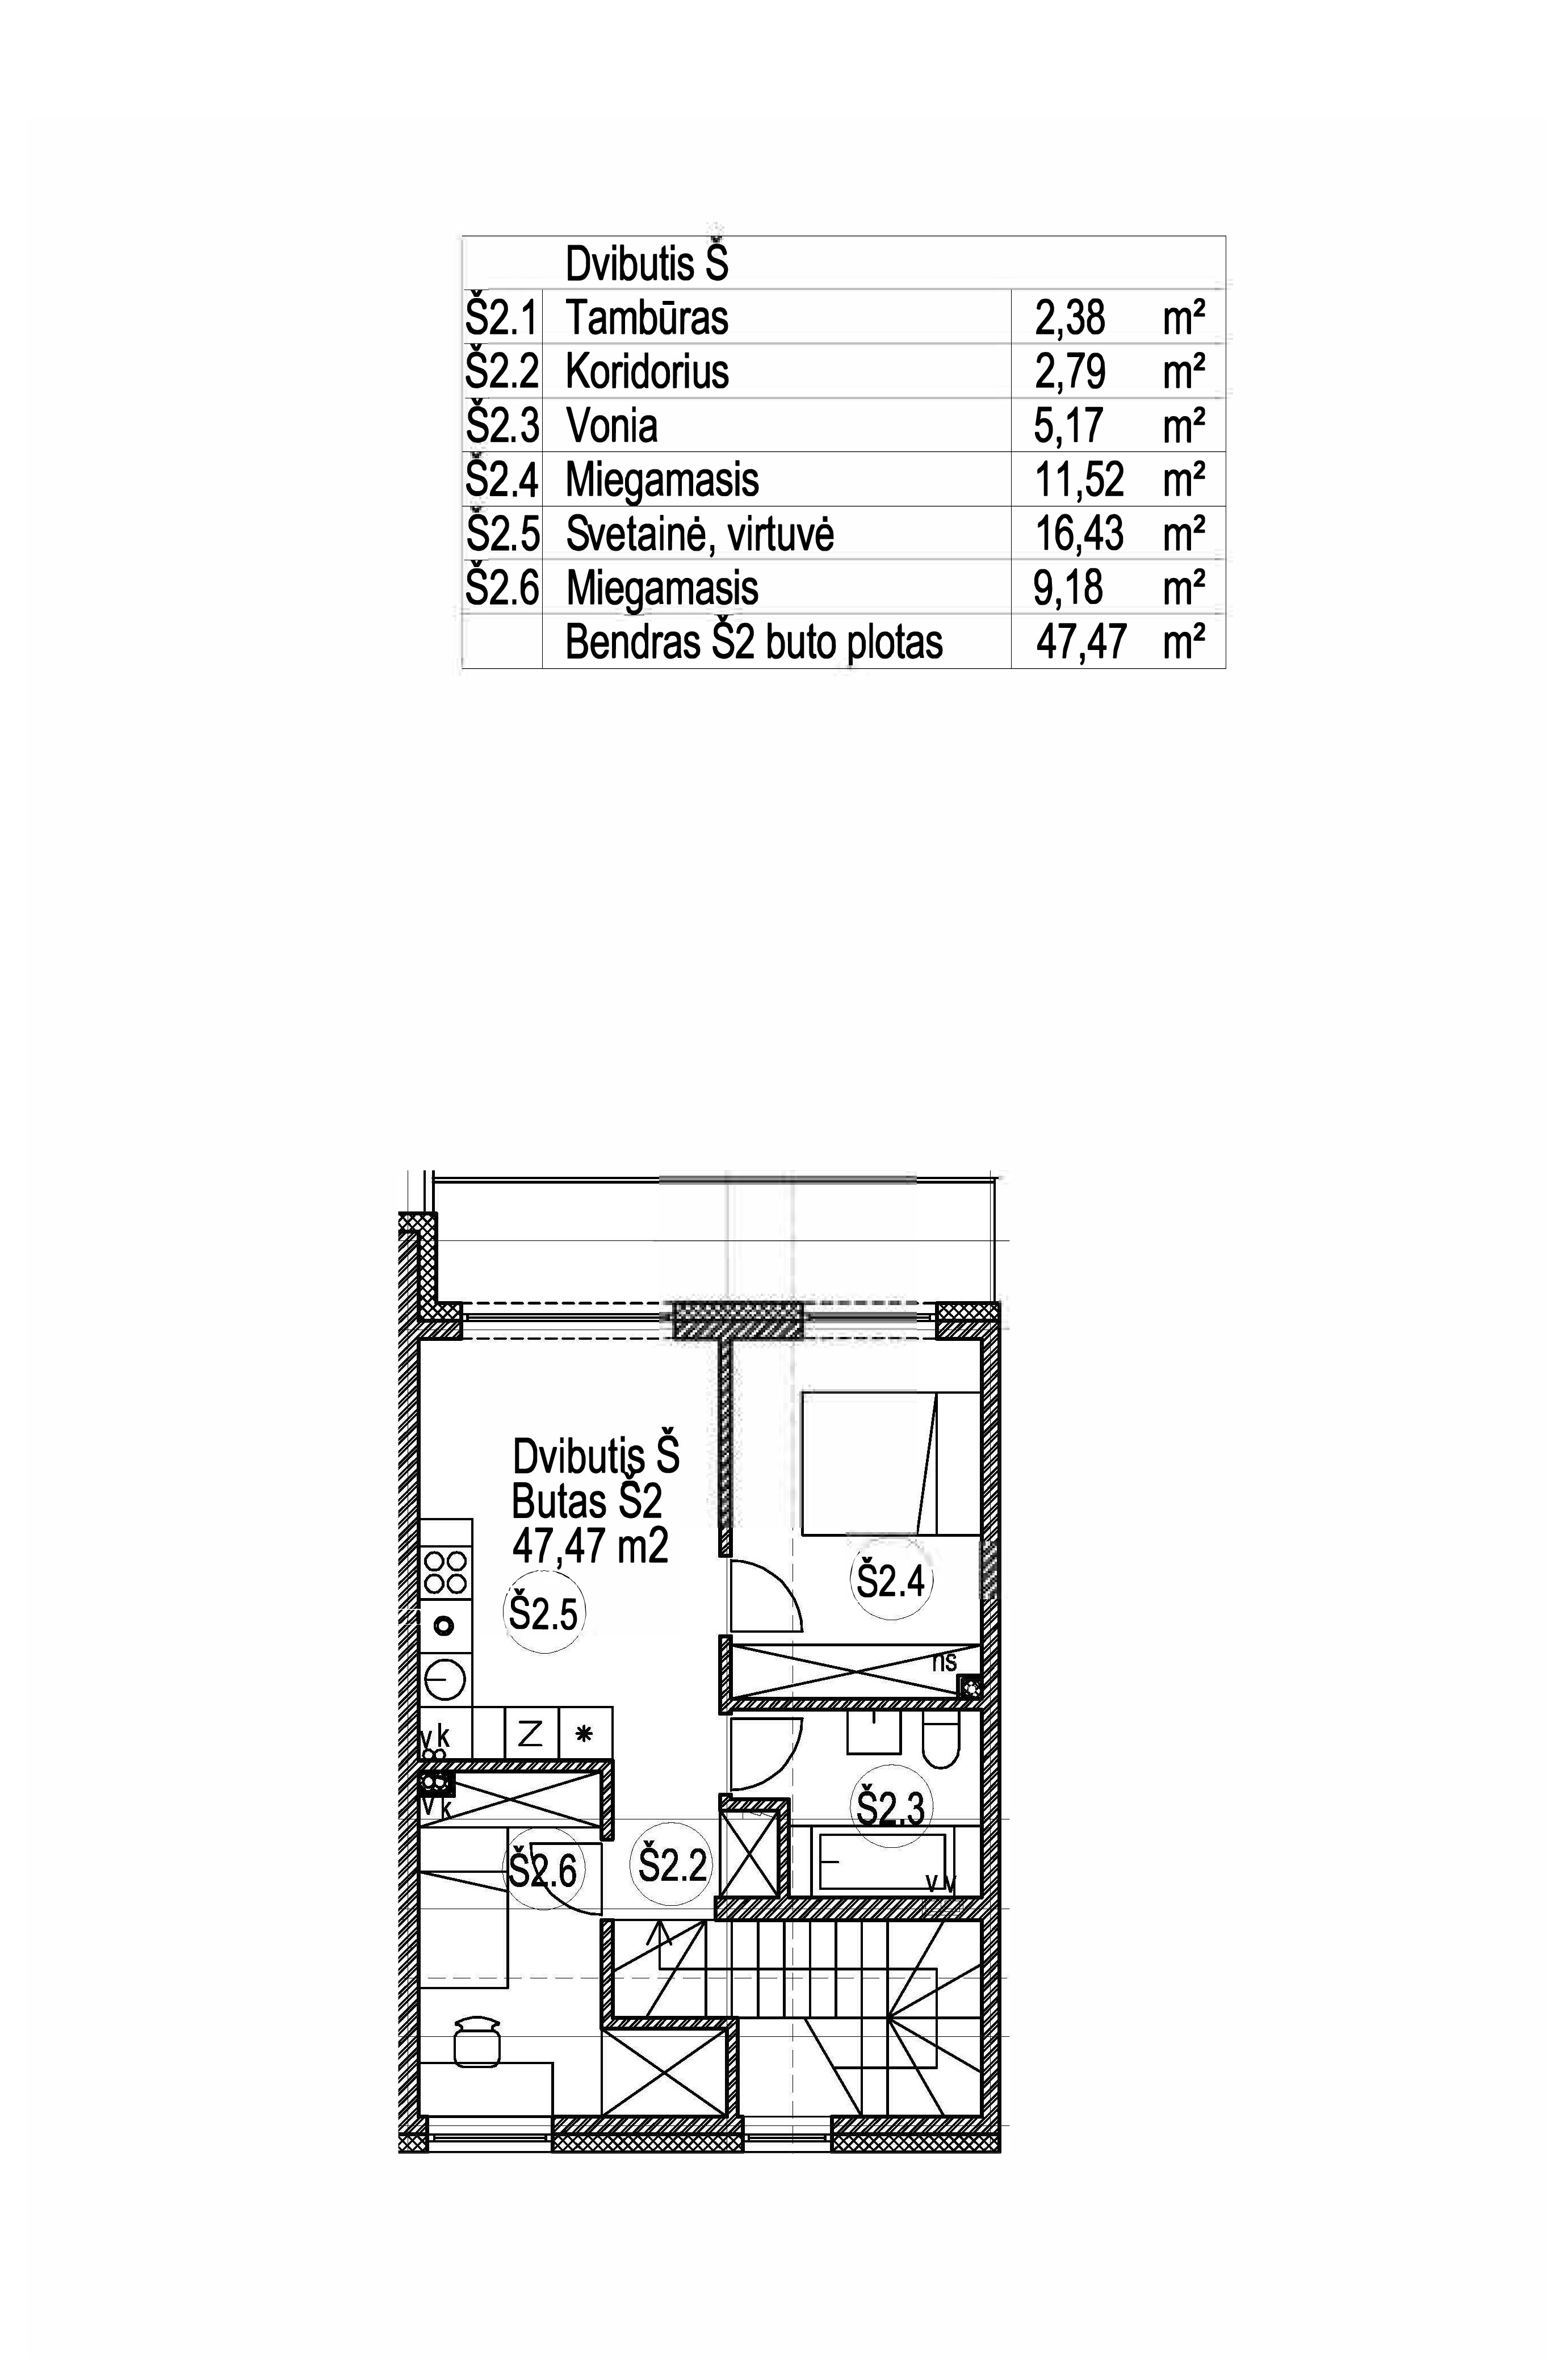 Dvibutis Š
Š2.1 Tambūras 2,38 m²
Š2.2 Koridorius 2,79 m²
Š2.3 Vonia 5,17 m²
Š2.4 Miegamasis 11,52 m²
Š2.5 Svetainė, virtuvė 16,43 m²
Š2.6 Miegamasis 9,18 m²
Bendras Š2 buto plotas 47,47 m²
Dvibutis Š
Butas Š2
47,47 m2
Š2.5
Š2.4
ns
vk
Z
vk
Š2.3
Š2.6
Š2.2
vv